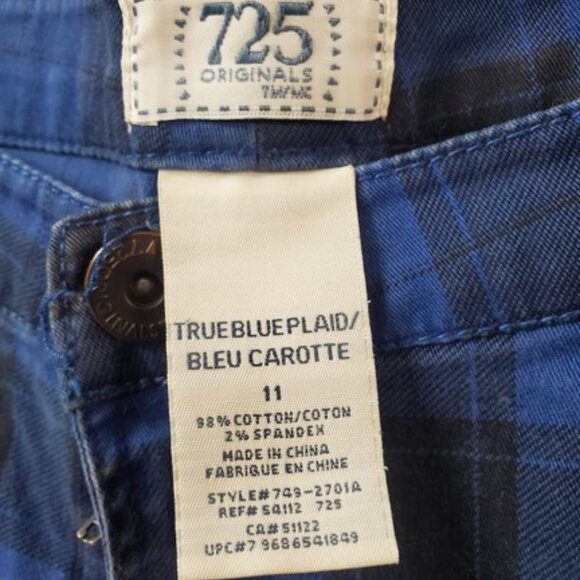 725
ORIGINALS
TM/MC
TRUEBLUEPLAID/
BLEU CAROTTE
11
98% COTTON/COTON
2% SPANDEX
MADE IN CHINA
FABRIQUE EN CHINE
STYLE# 749-2701A
REF# 54112 725
CA# 51122
UPC#7 9686541849